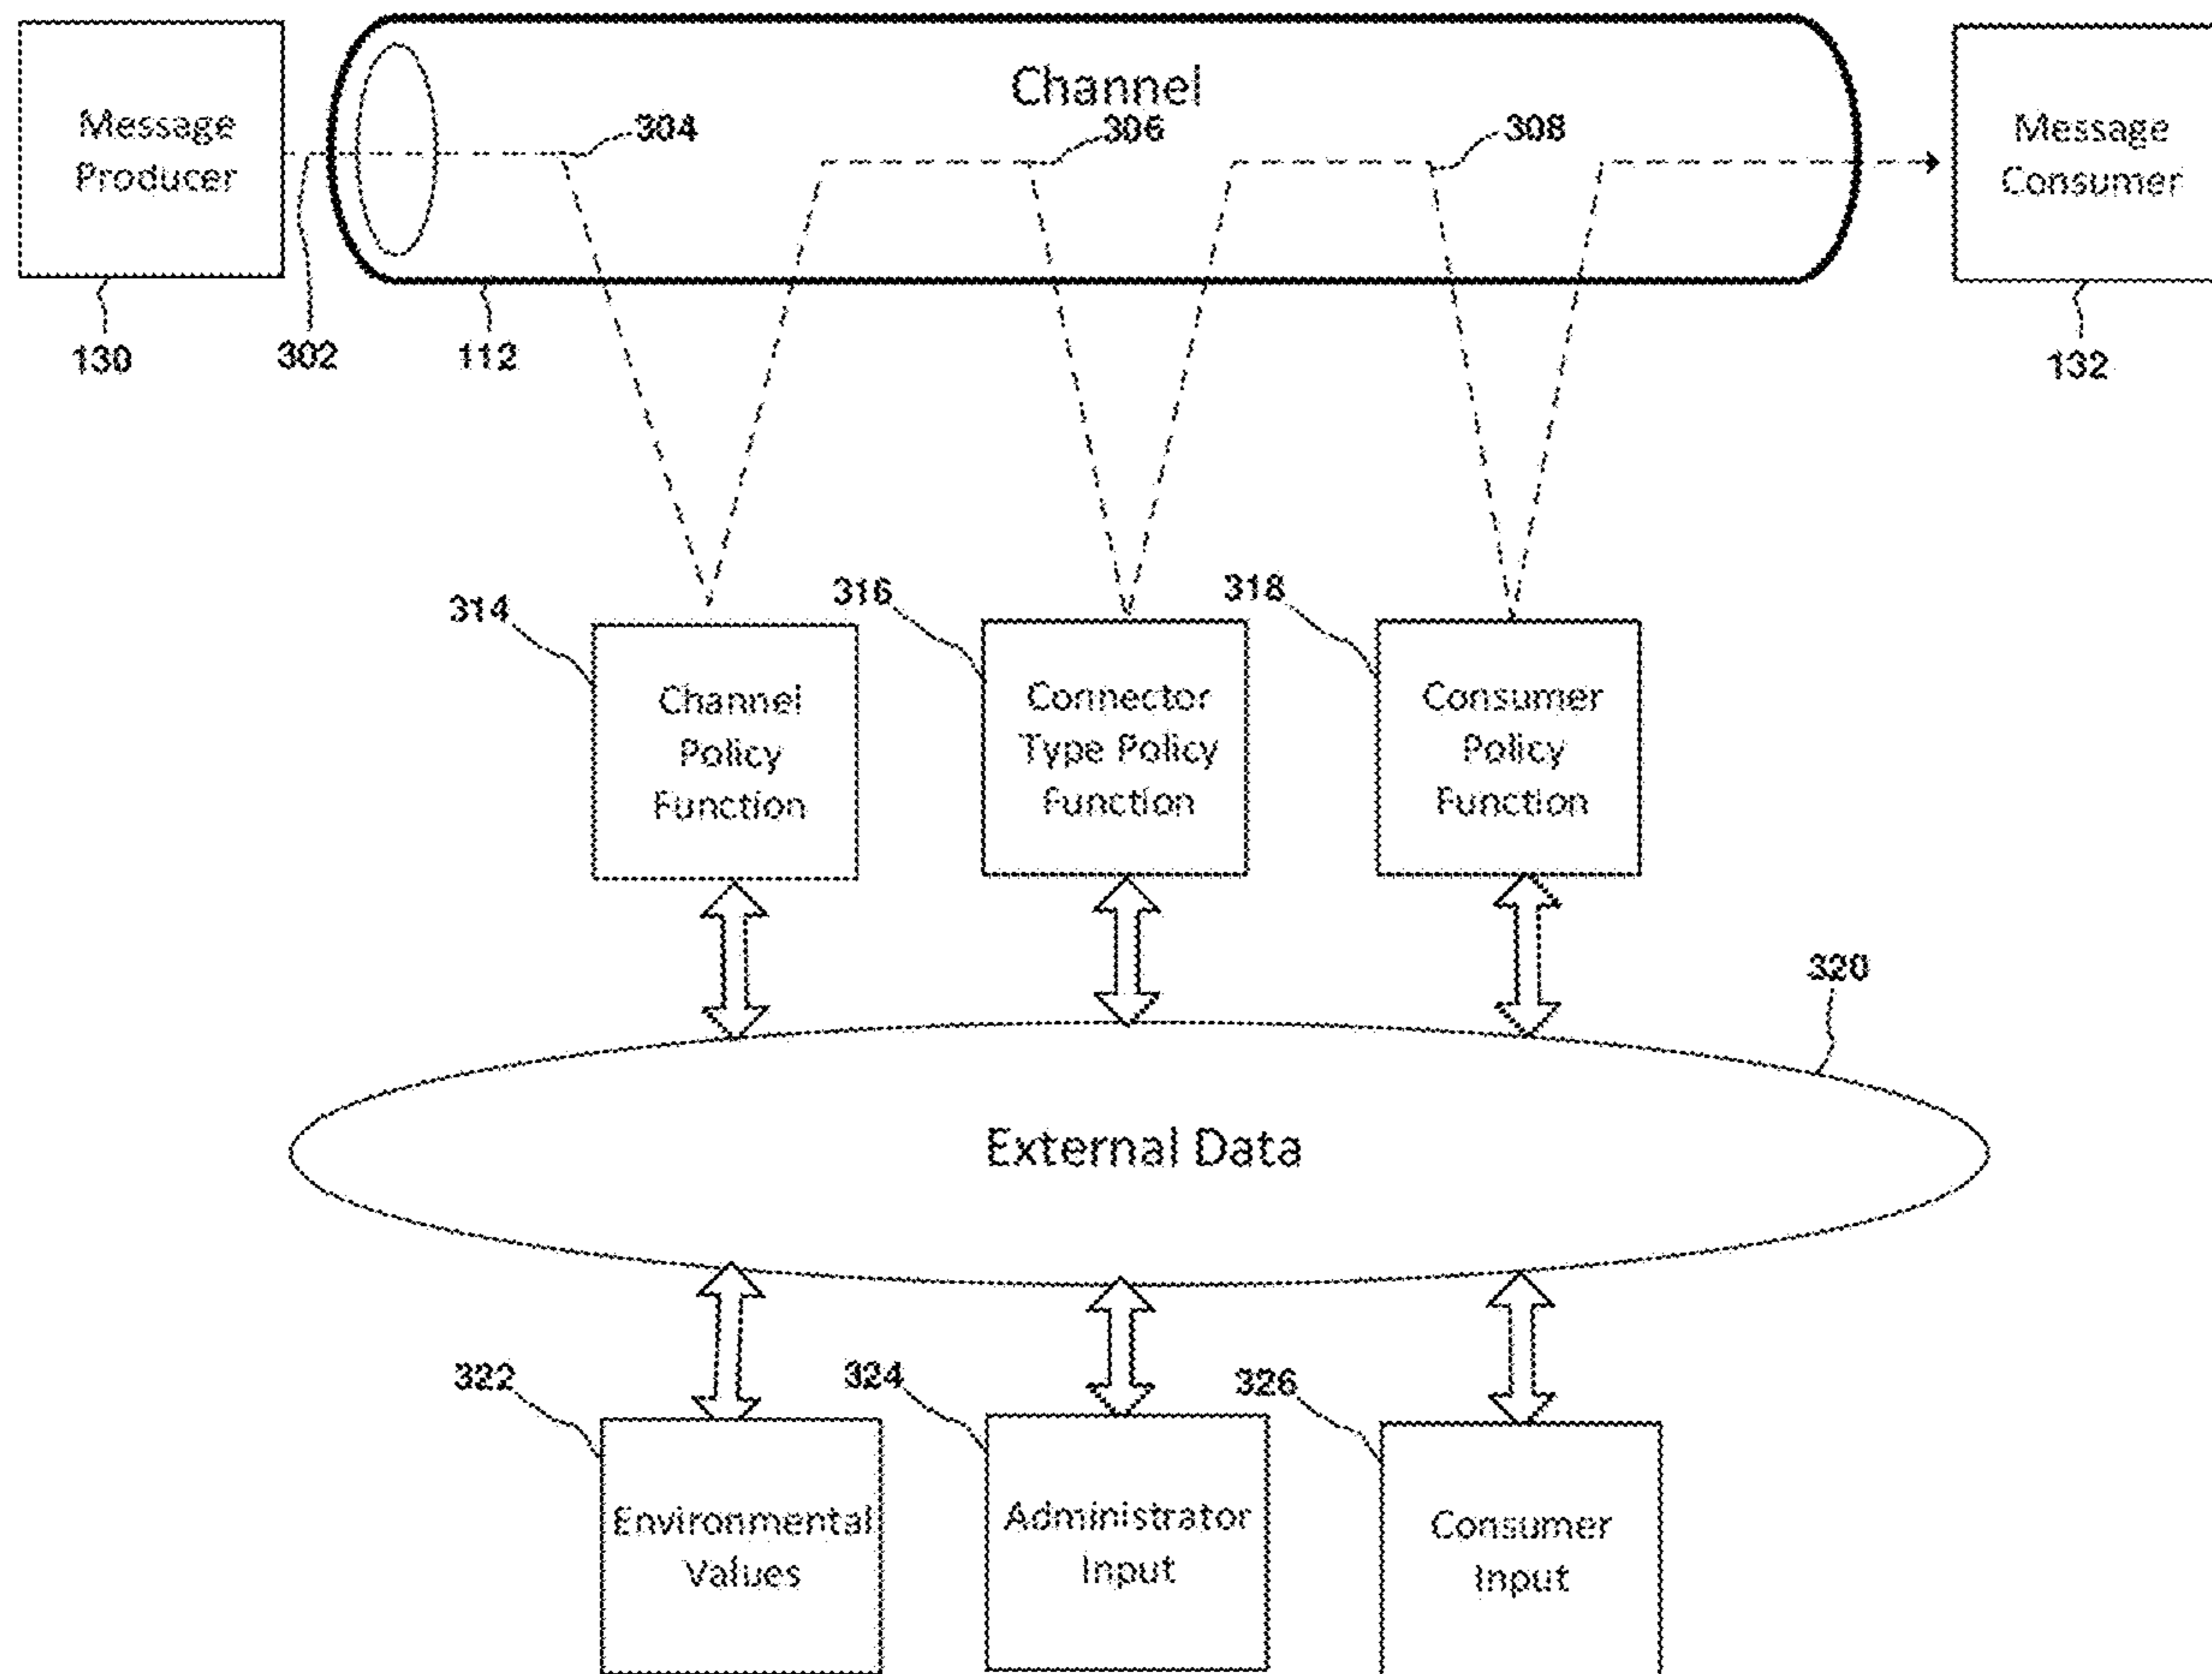 Channel
Message
Producer
304
306
308
Message
Consumer
130
302
112
132
314
316
318
Channel
Policy
Function
Connector
Type Policy
Function
Consumer
Policy
Function
320
External Data
322
324
326
Environmental
Values
Administrator
Input
Consumer
Input